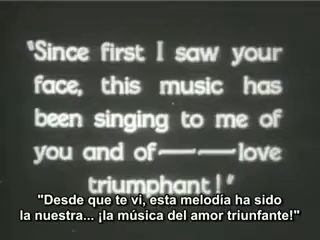 "Since first I saw your
face, this music has
been singing to me of
you and of———love
triumphant!"
"Desde que te ví, esta melodía ha sido
la nuestra... ¡la música del amor triunfante!"